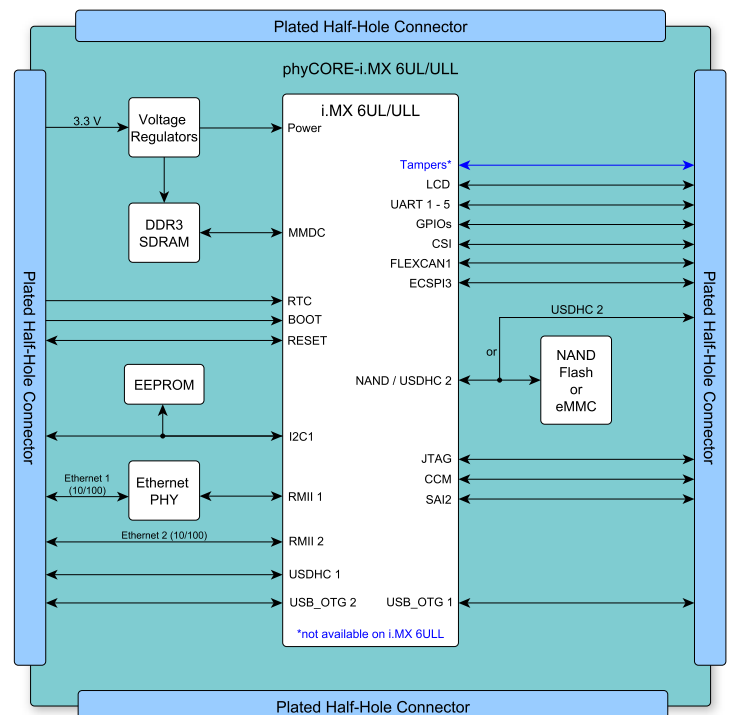 Plated Half-Hole Connector
phyCORE-i.MX 6UL/ULL
i.MX 6UL/ULL
3.3 V
Voltage
Regulators
Power
DDR3
SDRAM
MMDC
RTC
BOOT
RESET
EEPROM
I2C1
Ethernet 1
(10/100)
Ethernet
PHY
RMII 1
Ethernet 2 (10/100)
RMII 2
USDHC 1
USB_OTG 2
Tampers*
LCD
UART 1 - 5
GPIOs
CSI
FLEXCAN1
ECSPI3
USDHC 2
or
NAND / USDHC 2
NAND
Flash
or
eMMC
JTAG
CCM
SAI2
USB_OTG 1
*not available on i.MX 6ULL
Plated Half-Hole Connector
Plated Half-Hole Connector
Plated Half-Hole Connector